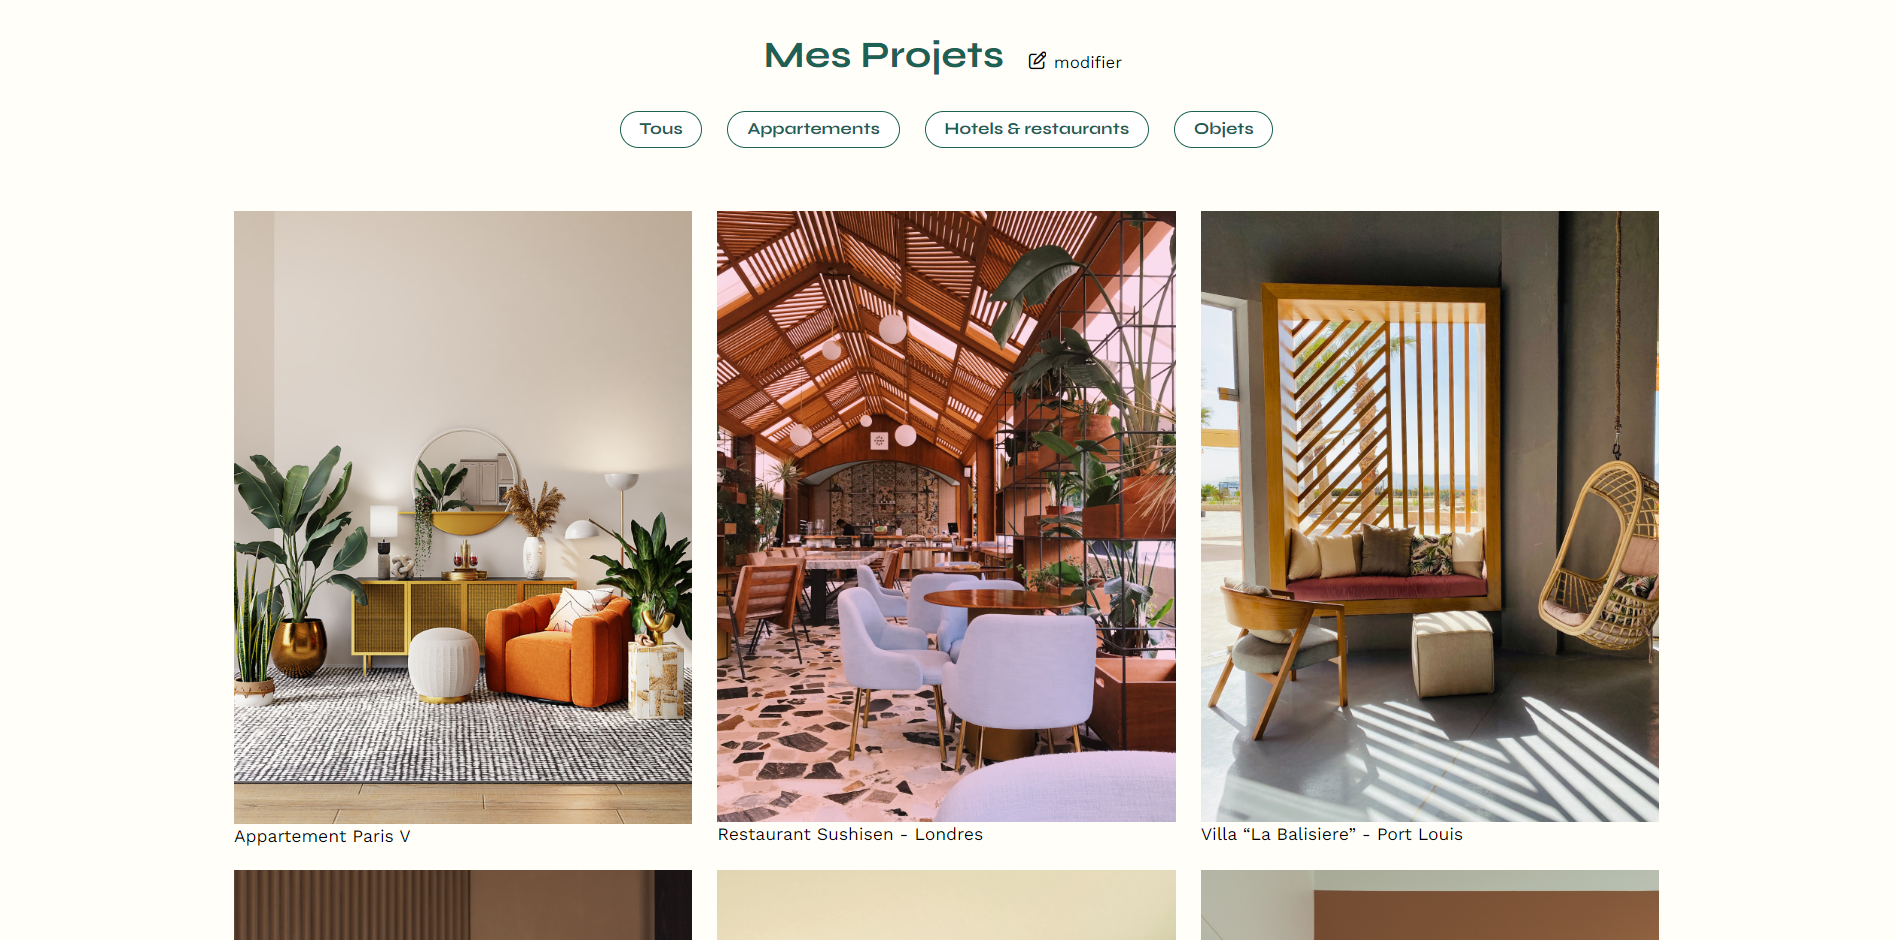 Mes Projets modifier
Tous Appartements Hotels & restaurants Objets
Appartement Paris V
Restaurant Sushisen - Londres
Villa “La Balisiere” - Port Louis